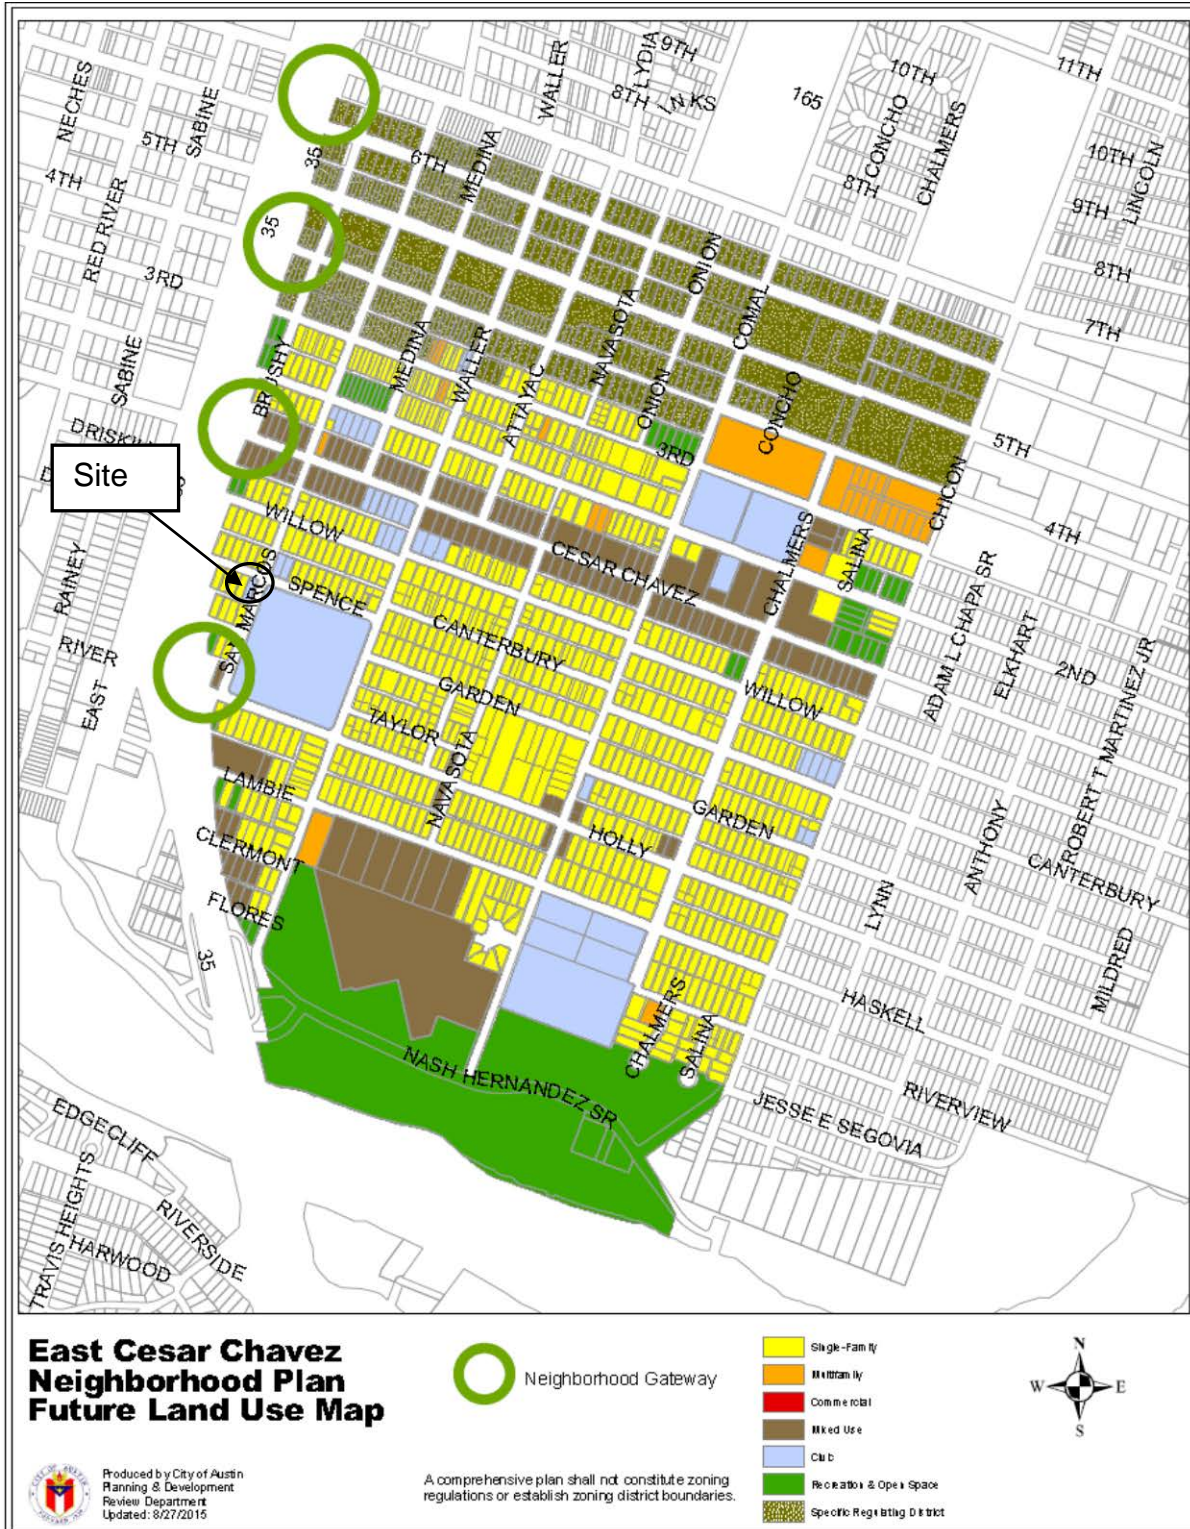 NECHES
SABINE
5TH
4TH
RED RIVER
3RD
SABINE
35
35
6TH
MEDINA
WALLER
LYDIA
9TH
8TH
165
10TH
CONCHO
8TH
CHALMERS
11TH
10TH
LINCOLN
9TH
8TH
7TH
5TH
4TH
BRUSHY
MEDINA
WALLER
ATTAYAC
NAVASOTA
ONION
ONION
COMAL
3RD
CONCHO
CHICON
Site
WILLOW
SAN MARCOS
SPENCE
CESAR CHAVEZ
CHALMERS
SALINA
CANTERBURY
GARDEN
TAYLOR
NAVASOTA
WILLOW
ADAM L CHAPA SR
ELKHART
2ND
ROBERT T MARTINEZ JR
RAINEY
RIVER
EAST
LAMBIE
CLERMONT
FLORES
35
HOLLY
GARDEN
LYNN
ANTHONY
CANTERBURY
MILDRED
HASKELL
CHALMERS
SALINA
NASH HERNANDEZ SR
JESSE E SEGOVIA
RIVERVIEW
EDGECLIFF
TRAVIS HEIGHTS
HARWOOD
RIVERSIDE
East Cesar Chavez
Neighborhood Plan
Future Land Use Map
Neighborhood Gateway
Single-Family
Multifamily
Commercial
Mixed Use
Civic
Recreation & Open Space
Specific Regulating District
N
W
E
S
Produced by City of Austin
Planning & Development
Review Department
Updated: 8/27/2015
A comprehensive plan shall not constitute zoning
regulations or establish zoning district boundaries.